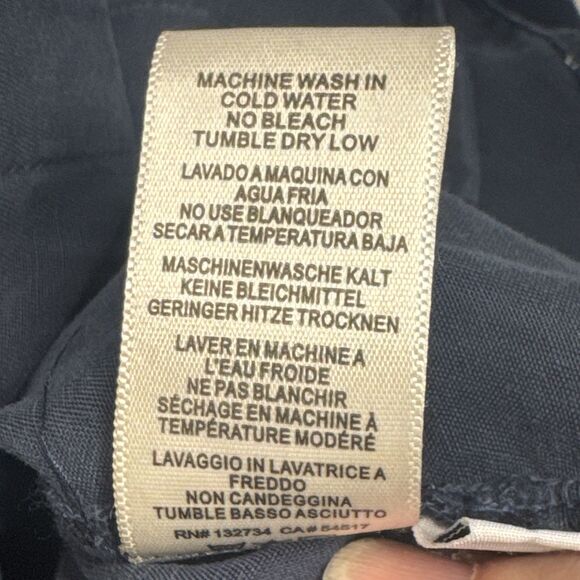 MACHINE WASH IN
COLD WATER
NO BLEACH
TUMBLE DRY LOW
LAVADO A MAQUINA CON
AGUA FRIA
NO USE BLANQUEADOR
SECAR A TEMPERATURA BAJA
MASCHINENWASCHE KALT
KEINE BLEICHMITTEL
GERINGER HITZE TROCKNEN
LAVER EN MACHINE A
L'EAU FROIDE
NE PAS BLANCHIR
SÉCHAGE EN MACHINE À
TEMPÉRATURE MODÉRÉ
LAVAGGIO IN LAVATRICE A
FREDDO
NON CANDEGGINA
TUMBLE BASSO ASCIUTTO
RN# 132734 CA# 54517